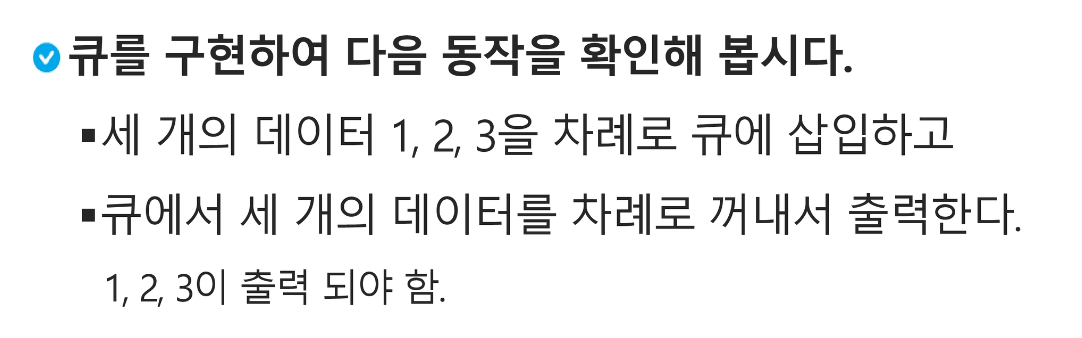 큐를 구현하여 다음 동작을 확인해 봅시다.
▪세 개의 데이터 1, 2, 3을 차례로 큐에 삽입하고
▪큐에서 세 개의 데이터를 차례로 꺼내서 출력한다.
1, 2, 3이 출력 되야 함.